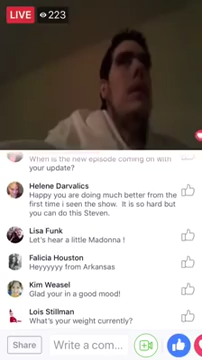 LIVE 223
When is the new episode coming on with
your update?
Helene Darvalics
Happy you are doing much better from the
first time i seen the show. It is so hard but
you can do this Steven.
Lisa Funk
Let's hear a little Madonna !
Falicia Houston
Heyyyyyy from Arkansas
Kim Weasel
Glad your in a good mood!
Lois Stillman
What's your weight currently?
Share Write a com...